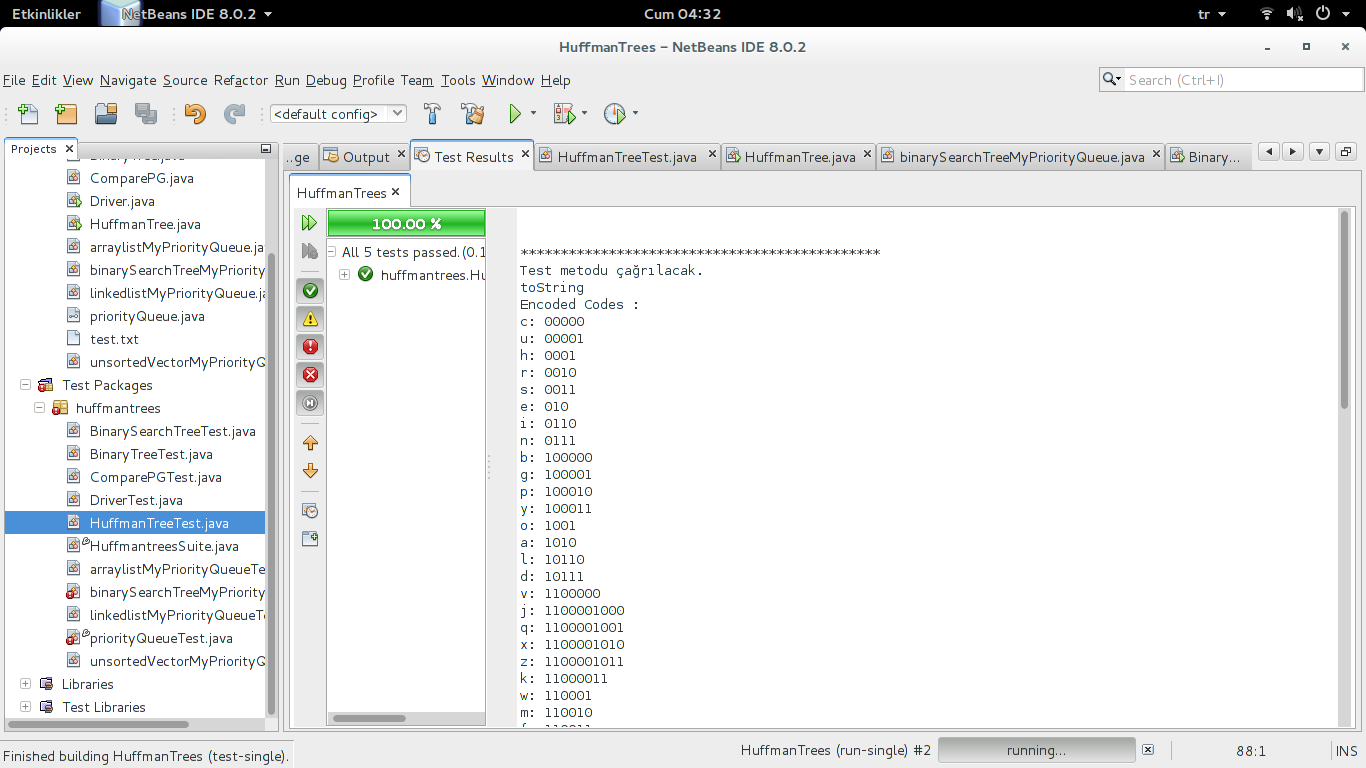 Etkinlikler NetBeans IDE 8.0.2 Cum 04:32 tr
HuffmanTrees – NetBeans IDE 8.0.2
File Edit View Navigate Source Refactor Run Debug Profile Team Tools Window Help
Search (Ctrl+I)
<default config>
Projects
ComparePG.java
Driver.java
HuffmanTree.java
arraylistMyPriorityQueue.ja
binarySearchTreeMyPriority
linkedlistMyPriorityQueue.ja
priorityQueue.java
test.txt
unsortedVectorMyPriorityQ
Test Packages
huffmantrees
BinarySearchTreeTest.java
BinaryTreeTest.java
ComparePGTest.java
DriverTest.java
HuffmanTreeTest.java
HuffmantreesSuite.java
arraylistMyPriorityQueueTe
binarySearchTreeMyPriority
linkedlistMyPriorityQueueTe
priorityQueueTest.java
unsortedVectorMyPriorityQ
Libraries
Test Libraries
..ge Output Test Results HuffmanTreeTest.java HuffmanTree.java binarySearchTreeMyPriorityQueue.java Binary...
HuffmanTrees
100.00 %
All 5 tests passed.(0.1
huffmantrees.Hu
*********************************************
Test metodu çağrılacak.
toString
Encoded Codes :
c: 00000
u: 00001
h: 0001
r: 0010
s: 0011
e: 010
i: 0110
n: 0111
b: 100000
g: 100001
p: 100010
y: 100011
o: 1001
a: 1010
l: 10110
d: 10111
v: 1100000
j: 1100001000
q: 1100001001
x: 1100001010
z: 1100001011
k: 11000011
w: 110001
m: 110010
Finished building HuffmanTrees (test-single). HuffmanTrees (run-single) #2 running... 88:1 INS